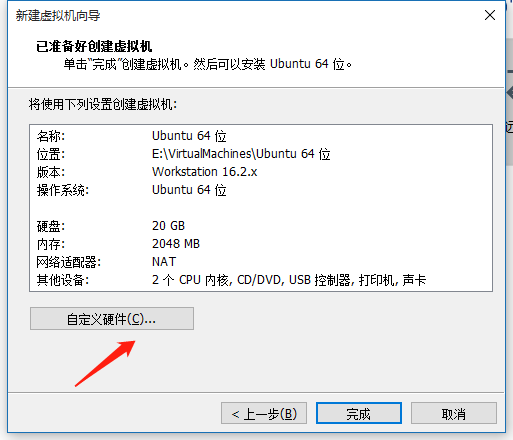 新建虚拟机向导
已准备好创建虚拟机
单击“完成”创建虚拟机。然后可以安装 Ubuntu 64 位。
将使用下列设置创建虚拟机:
名称: Ubuntu 64 位
位置: E:\VirtualMachines\Ubuntu 64 位
版本: Workstation 16.2.x
操作系统: Ubuntu 64 位
硬盘: 20 GB
内存: 2048 MB
网络适配器: NAT
其他设备: 2 个 CPU 内核, CD/DVD, USB 控制器, 打印机, 声卡
自定义硬件(C)...
< 上一步(B) 完成 取消